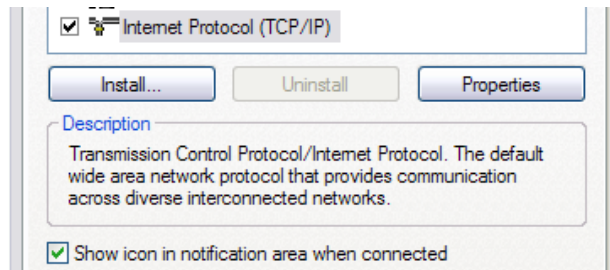 Internet Protocol (TCP/IP)
Install... Uninstall Properties
Description
Transmission Control Protocol/Internet Protocol. The default
wide area network protocol that provides communication
across diverse interconnected networks.
Show icon in notification area when connected